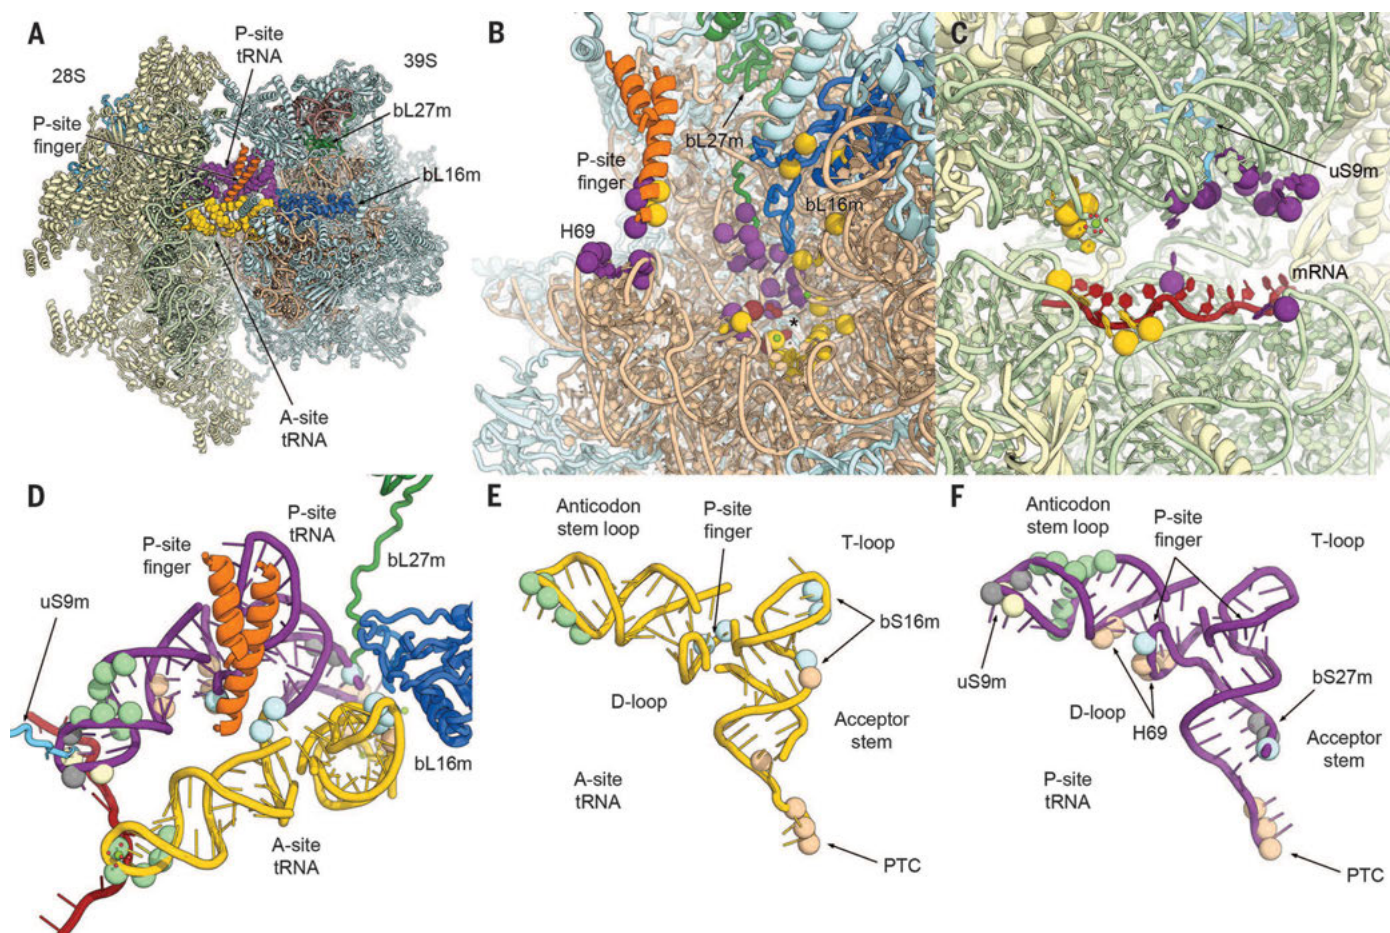 A
P-site
tRNA
28S
39S
bL27m
P-site
finger
bL16m
A-site
tRNA
B
bL27m
P-site
finger
bL16m
H69
*
C
uS9m
mRNA
D
P-site
tRNA
P-site
finger
bL27m
uS9m
bL16m
A-site
tRNA
E
Anticodon
stem loop
P-site
finger
T-loop
bS16m
D-loop
Acceptor
stem
A-site
tRNA
PTC
F
Anticodon
stem loop
P-site
finger
T-loop
uS9m
bS27m
D-loop
H69
Acceptor
stem
P-site
tRNA
PTC